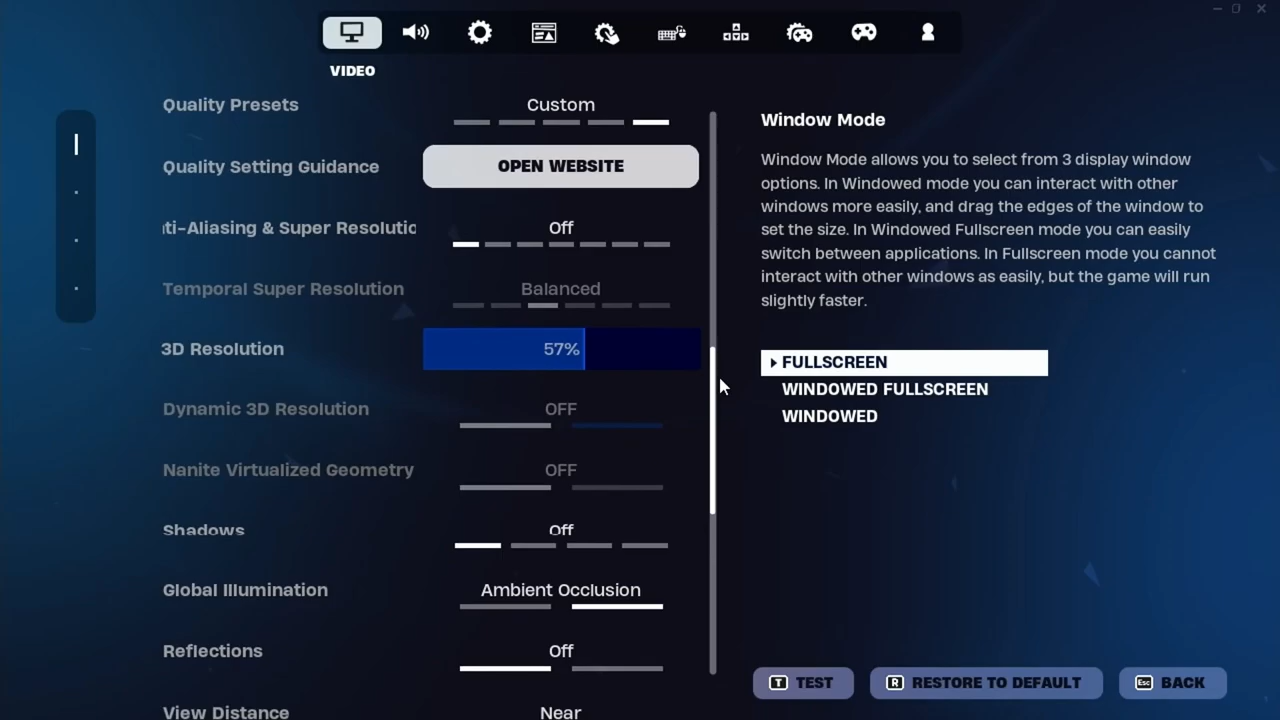 VIDEO
Quality Presets
Custom
Quality Setting Guidance
OPEN WEBSITE
ti-Aliasing & Super Resolutio
Off
Temporal Super Resolution
Balanced
3D Resolution
57%
Dynamic 3D Resolution
OFF
Nanite Virtualized Geometry
OFF
Shadows
Off
Global Illumination
Ambient Occlusion
Reflections
Off
View Distance
Near
Window Mode
Window Mode allows you to select from 3 display window
options. In Windowed mode you can interact with other
windows more easily, and drag the edges of the window to
set the size. In Windowed Fullscreen mode you can easily
switch between applications. In Fullscreen mode you cannot
interact with other windows as easily, but the game will run
slightly faster.
FULLSCREEN
WINDOWED FULLSCREEN
WINDOWED
T TEST
R RESTORE TO DEFAULT
Esc BACK